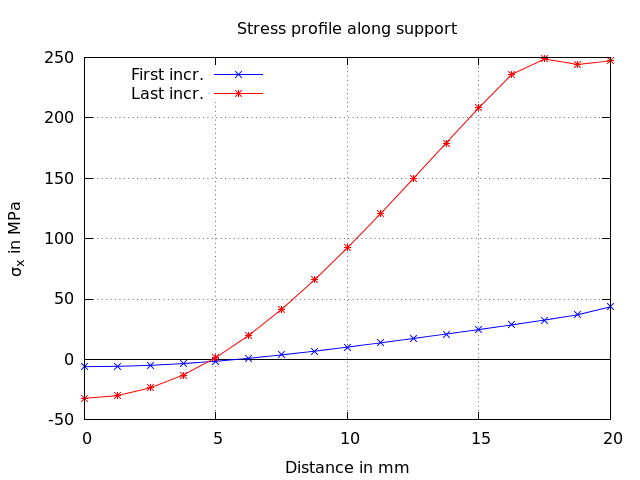 Stress profile along support
First incr.
Last incr.
250
200
150
100
50
0
-50
0 5 10 15 20
σx in MPa
Distance in mm